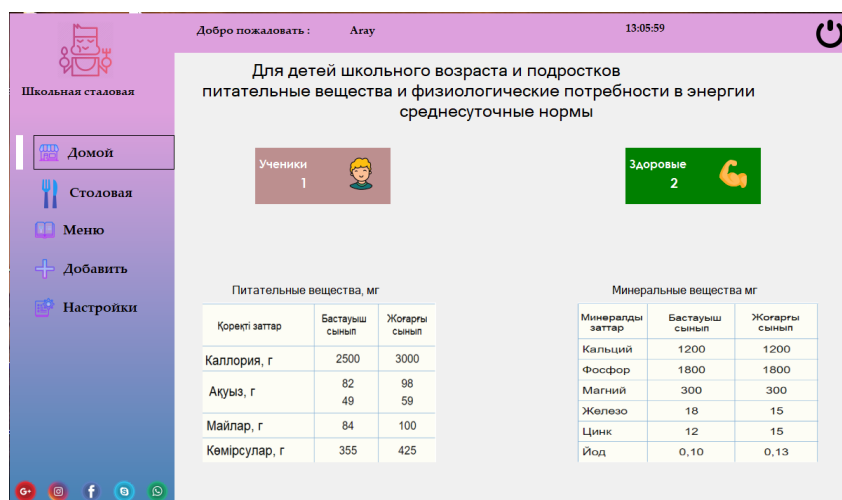 Добро пожаловать : Aray 13:05:59
Школьная сталовая
Домой
Столовая
Меню
Добавить
Настройки
Для детей школьного возраста и подростков
питательные вещества и физиологические потребности в энергии
среднесуточные нормы
Ученики
1
Здоровые
2
Питательные вещества, мг
Қоректі заттар Бастауыш сынып Жоғарғы сынып
Каллория, г 2500 3000
Ақуыз, г 82 98
49 59
Майлар, г 84 100
Көмірсулар, г 355 425
Минеральные вещества мг
Минералды заттар Бастауыш сынып Жоғарғы сынып
Кальций 1200 1200
Фосфор 1800 1800
Магний 300 300
Железо 18 15
Цинк 12 15
Йод 0,10 0,13
G+
f
S